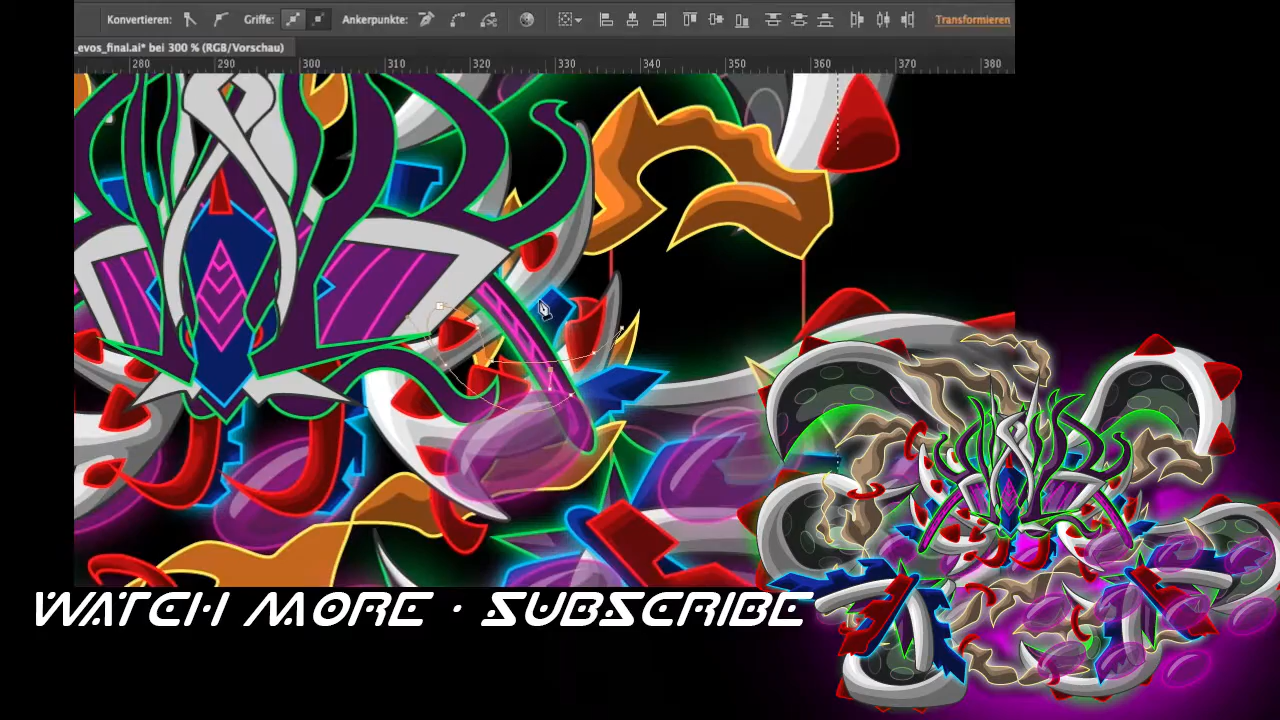 Konvertieren: Griffe: Ankerpunkte: Transformieren
_evos_final.ai* bei 300 % (RGB/Vorschau)
280 290 300 310 320 330 340 350 360 370 380
WATCH MORE · SUBSCRIBE